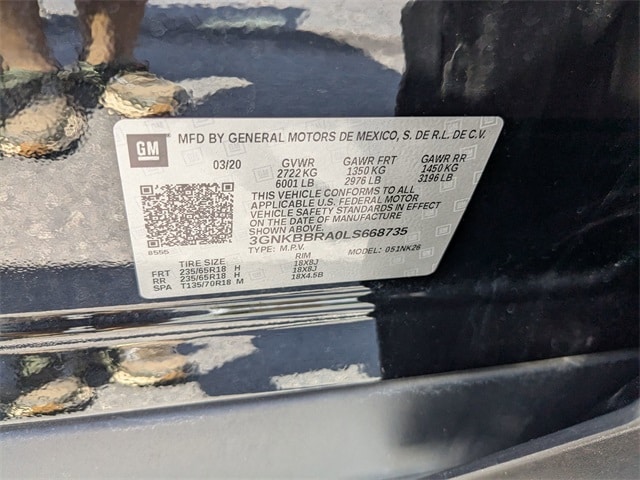 GM MFD BY GENERAL MOTORS DE MEXICO, S. DE R.L. DE C.V.
03/20 GVWR GAWR FRT GAWR RR
2722 KG 1350 KG 1450 KG
6001 LB 2976 LB 3196 LB
THIS VEHICLE CONFORMS TO ALL
APPLICABLE U.S. FEDERAL MOTOR
VEHICLE SAFETY STANDARDS IN EFFECT
ON THE DATE OF MANUFACTURE
SHOWN ABOVE.
3GNKBBRA0LS668735
TYPE: M.P.V. MODEL: 051NK26
TIRE SIZE RIM
FRT 235/65R18 H 18X8J
RR 235/65R18 H 18X8J
SPA T135/70R18 M 18X4.5B